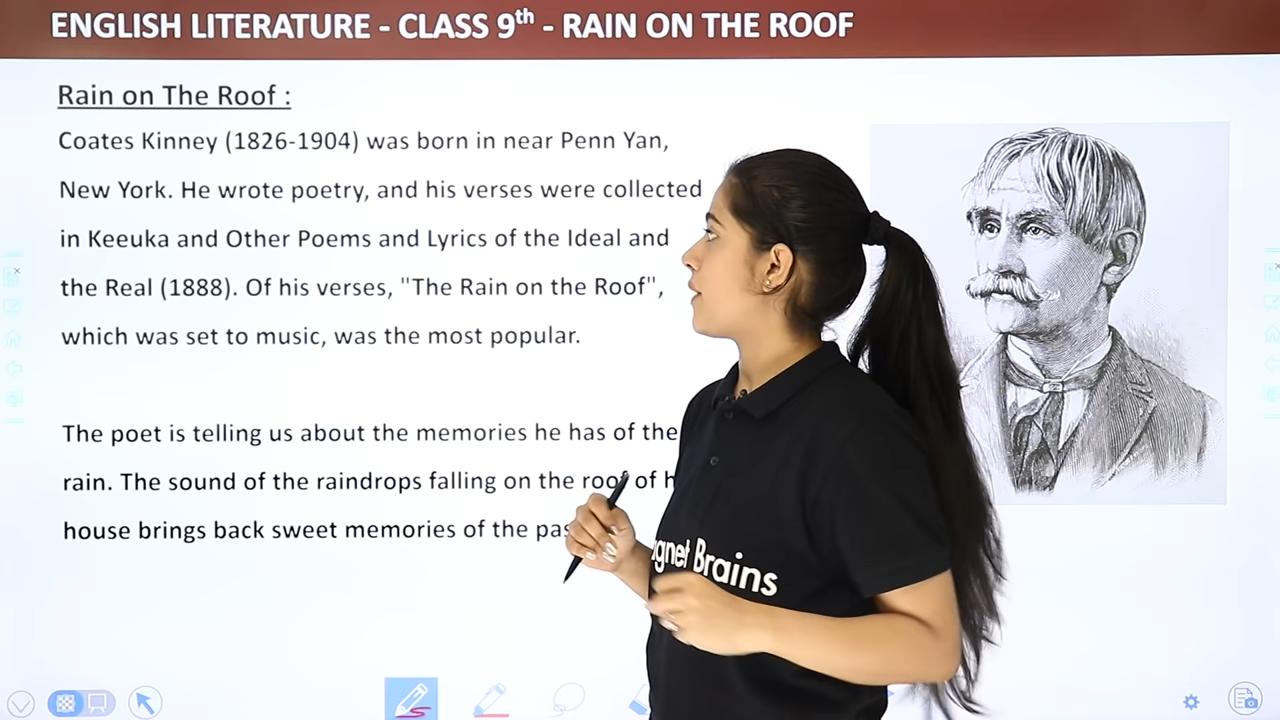 ENGLISH LITERATURE - CLASS 9th - RAIN ON THE ROOF
Rain on The Roof :
Coates Kinney (1826-1904) was born in near Penn Yan,
New York. He wrote poetry, and his verses were collected
in Keeuka and Other Poems and Lyrics of the Ideal and
the Real (1888). Of his verses, "The Rain on the Roof",
which was set to music, was the most popular.
The poet is telling us about the memories he has of the
rain. The sound of the raindrops falling on the roof of
house brings back sweet memories of the
Brains